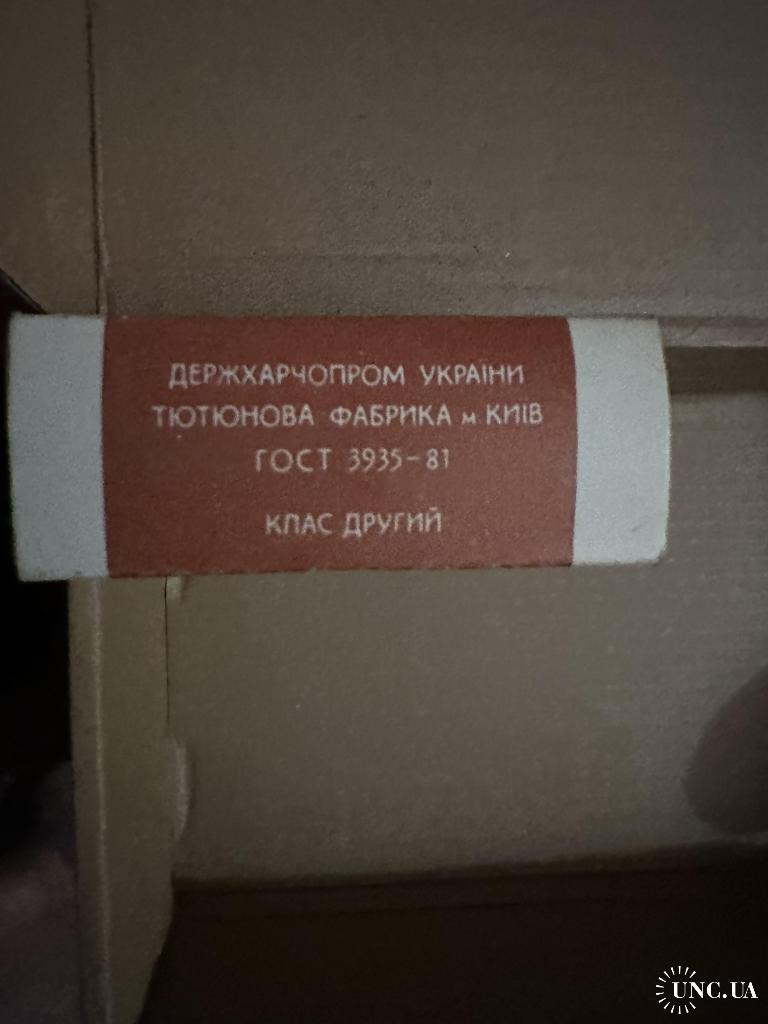 ДЕРЖХАРЧОПРОМ УКРАЇНИ
ТЮТЮНОВА ФАБРИКА м КИЇВ
ГОСТ 3935-81
КЛАС ДРУГИЙ
UNC.UA